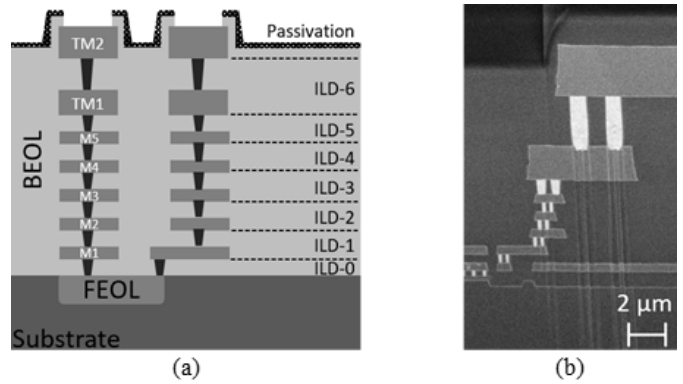 TM2
TM1
M5
M4
M3
M2
M1
BEOL
FEOL
Substrate
Passivation
ILD-6
ILD-5
ILD-4
ILD-3
ILD-2
ILD-1
ILD-0
(a)
2 μm
(b)